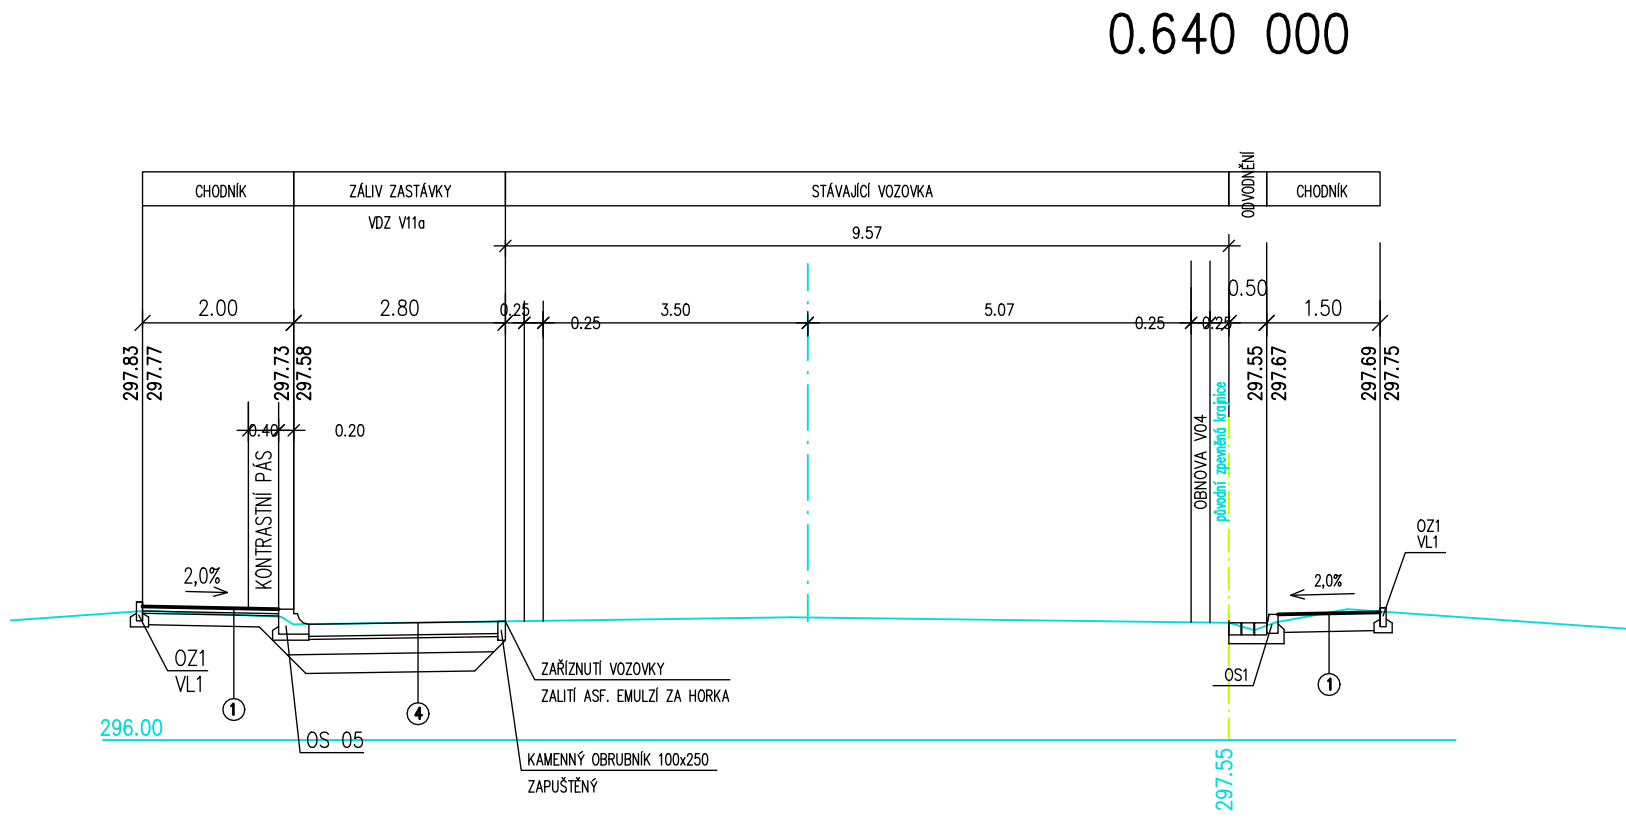 0.640 000
CHODNÍK
ZÁLIV ZASTÁVKY
STÁVAJÍCÍ VOZOVKA
ODVODNĚNÍ
CHODNÍK
VDZ V11a
9.57
2.00
2.80
0.25
0.25
3.50
5.07
0.25
0.25
0.50
1.50
297.83
297.77
297.73
297.58
297.55
297.67
297.69
297.75
0.40
0.20
KONTRASTNÍ PÁS
OBNOVA V04
původní zpevněná krajnice
2,0%
2,0%
OZ1
VL1
OZ1
VL1
1
4
OS 05
ZAŘÍZNUTÍ VOZOVKY
ZALITÍ ASF. EMULZÍ ZA HORKA
KAMENNÝ OBRUBNÍK 100x250
ZAPUŠTĚNÝ
OS1
1
296.00
297.55